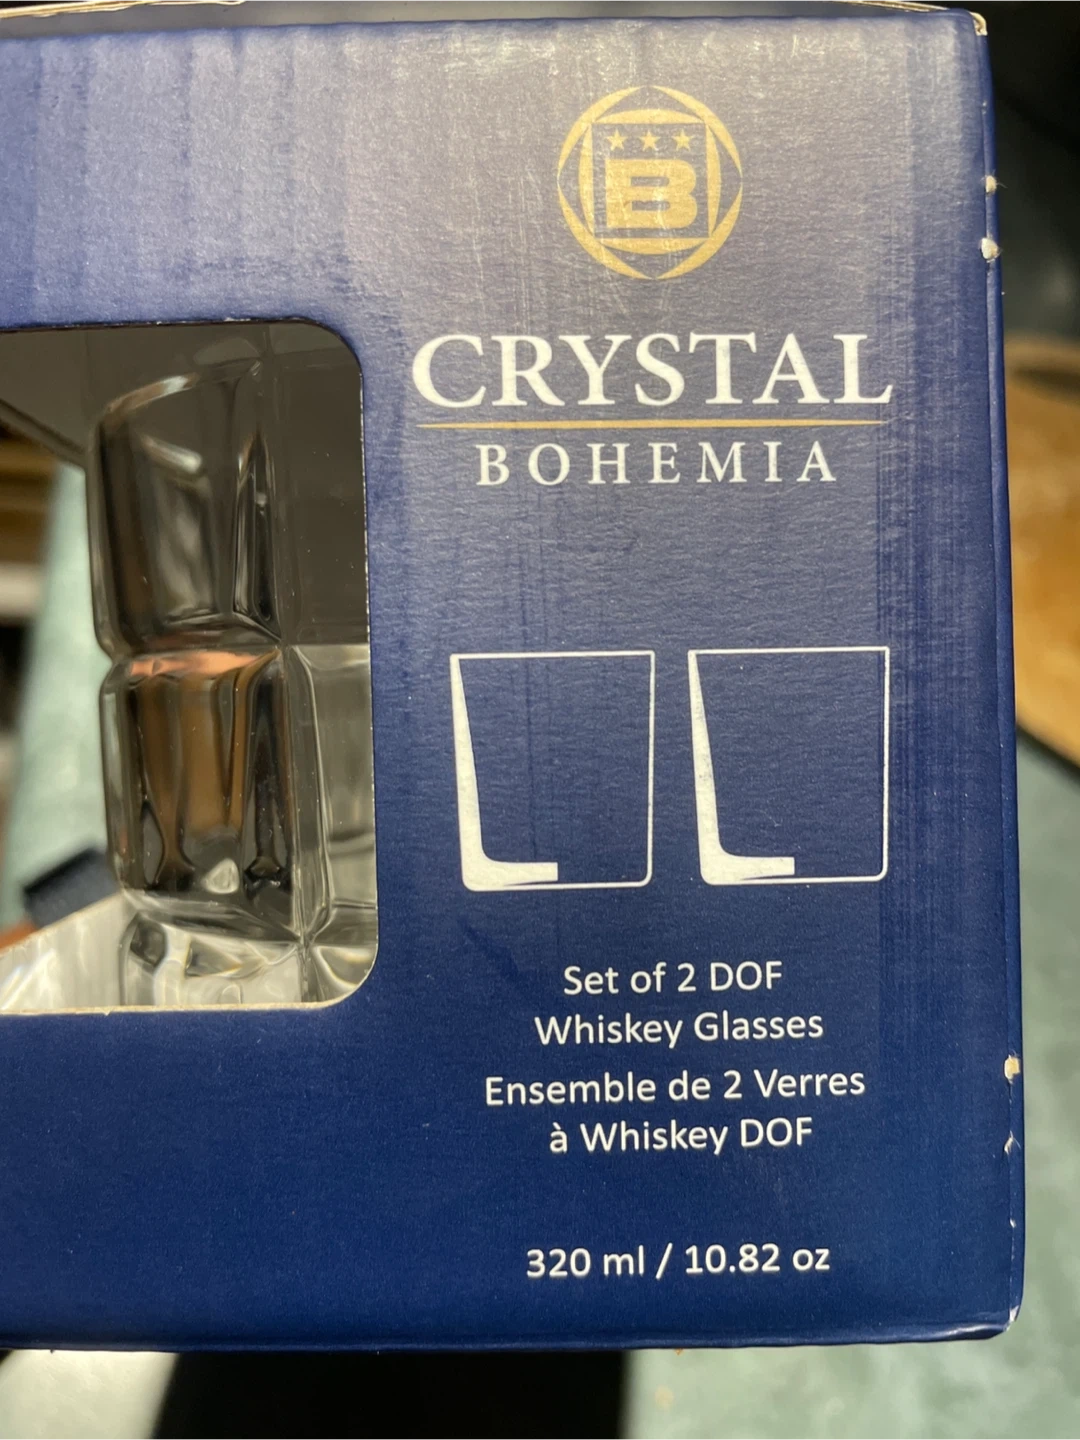 B
CRYSTAL
BOHEMIA
Set of 2 DOF
Whiskey Glasses
Ensemble de 2 Verres
à Whiskey DOF
320 ml / 10.82 oz